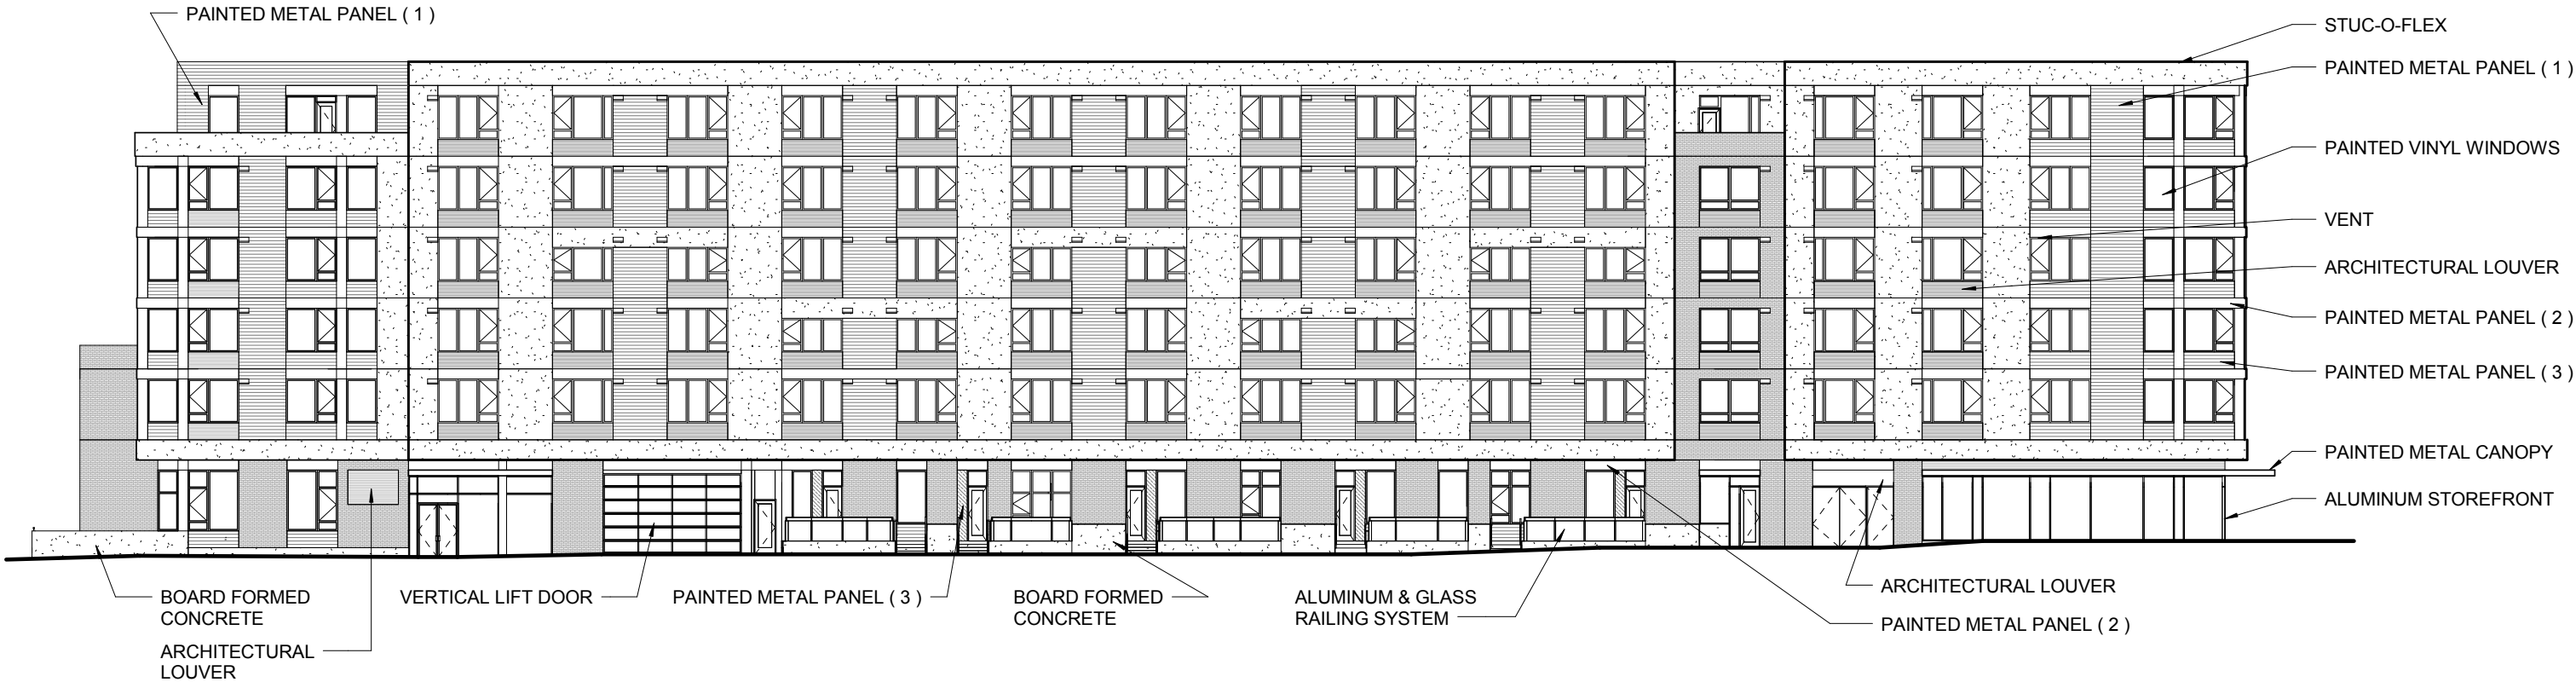 PAINTED METAL PANEL ( 1 )
STUC-O-FLEX
PAINTED METAL PANEL ( 1 )
PAINTED VINYL WINDOWS
VENT
ARCHITECTURAL LOUVER
PAINTED METAL PANEL ( 2 )
PAINTED METAL PANEL ( 3 )
PAINTED METAL CANOPY
ALUMINUM STOREFRONT
BOARD FORMED
CONCRETE
ARCHITECTURAL
LOUVER
VERTICAL LIFT DOOR
PAINTED METAL PANEL ( 3 )
BOARD FORMED
CONCRETE
ALUMINUM & GLASS
RAILING SYSTEM
ARCHITECTURAL LOUVER
PAINTED METAL PANEL ( 2 )